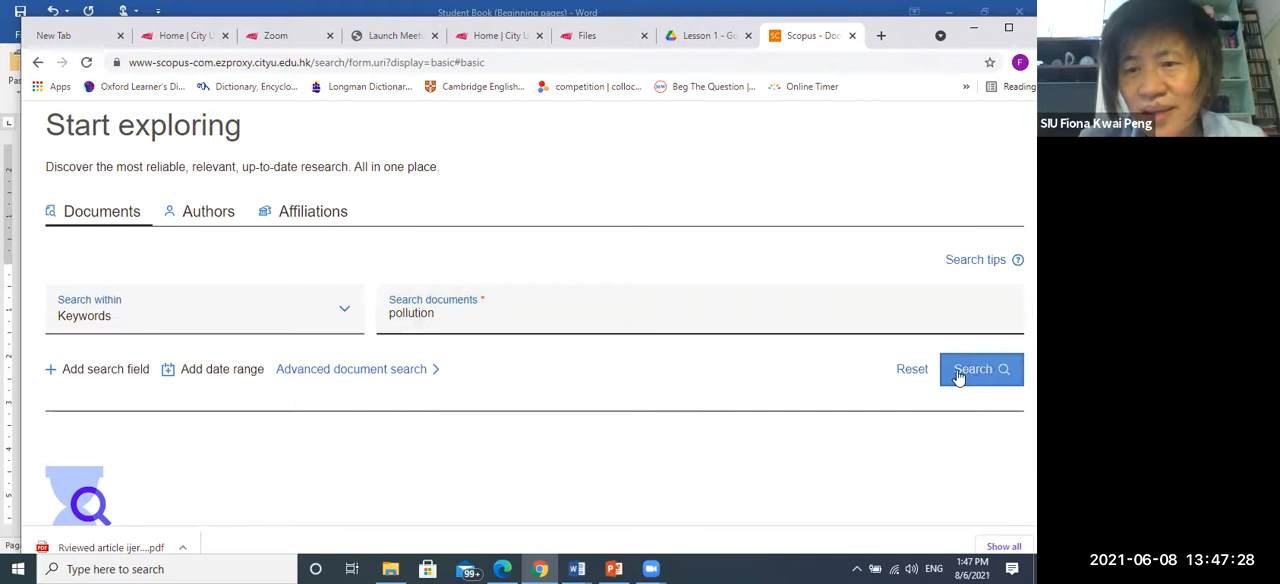 Student Book (Beginning pages) - Word
New Tab
Home | City L
Zoom
Launch Meeti
Home | City L
Files
Lesson 1 - Go
Scopus - Doc
www-scopus-com.ezproxy.cityu.edu.hk/search/form.uri?display=basic#basic
F
Apps
Oxford Learner's Di...
Dictionary, Encyclo...
Longman Dictionar...
Cambridge English...
competition | colloc...
Beg The Question |...
Online Timer
»
Reading
SIU Fiona Kwai Peng
Start exploring
Discover the most reliable, relevant, up-to-date research. All in one place.
Documents
Authors
Affiliations
Search tips
Search within
Keywords
Search documents *
pollution
Add search field
Add date range
Advanced document search
Reset
Search
Rviewed article ijer....pdf
Show all
Type here to search
99+
ENG
1:47 PM
8/6/2021
2021-06-08 13:47:28